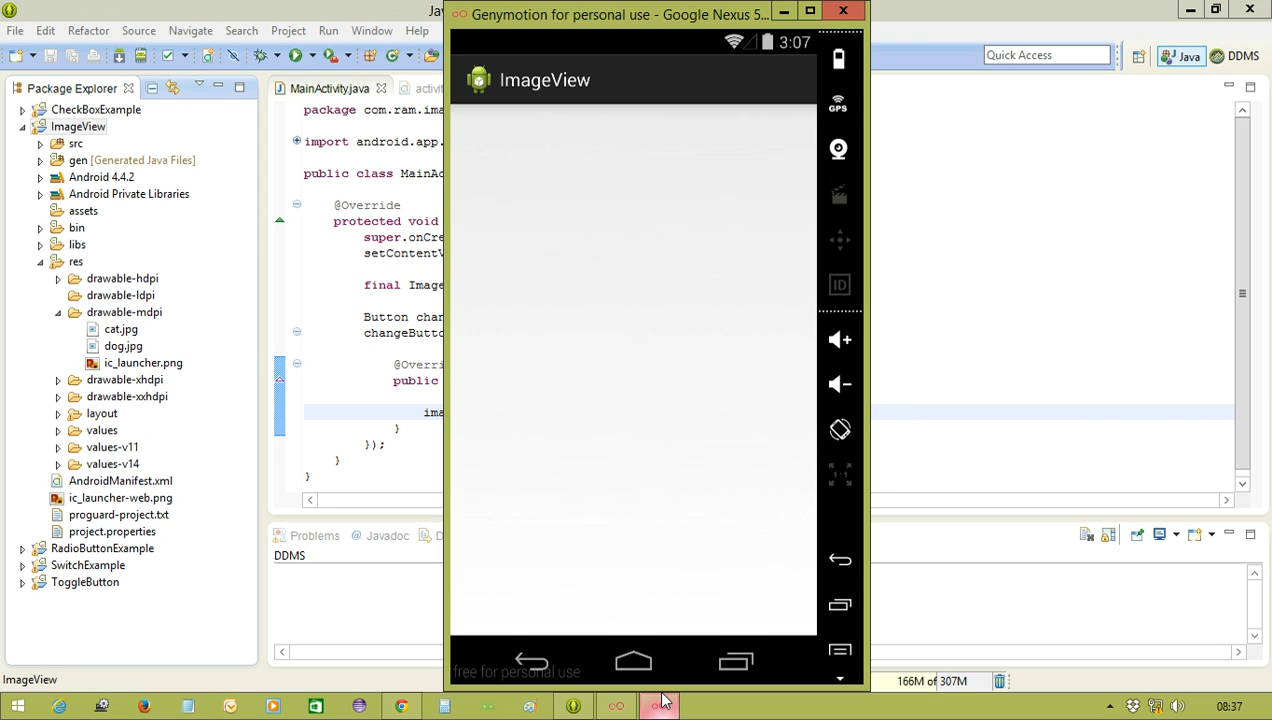 Ja
Genymotion for personal use - Google Nexus 5...
File Edit Refactor Source Navigate Search Project Run Window Help
Quick Access
Java
DDMS
Package Explorer
CheckBoxExample
ImageView
src
gen [Generated Java Files]
Android 4.4.2
Android Private Libraries
assets
bin
libs
res
drawable-hdpi
drawable-ldpi
drawable-mdpi
cat.jpg
dog.jpg
ic_launcher.png
drawable-xhdpi
drawable-xxhdpi
layout
values
values-v11
values-v14
AndroidManifest.xml
ic_launcher-web.png
proguard-project.txt
project.properties
RadioButtonExample
SwitchExample
ToggleButton
MainActivity.java
activit
package com.ram.ima
import android.app.
public class MainAc
@Override
protected void
super.onCre
setContentV
final Image
Button chan
changeButto
@Overri
public
ima
}
});
}
}
Problems
@ Javadoc
D
DDMS
3:07
ImageView
GPS
ID
1:1
free for personal use
ImageView
166M of 307M
08:37